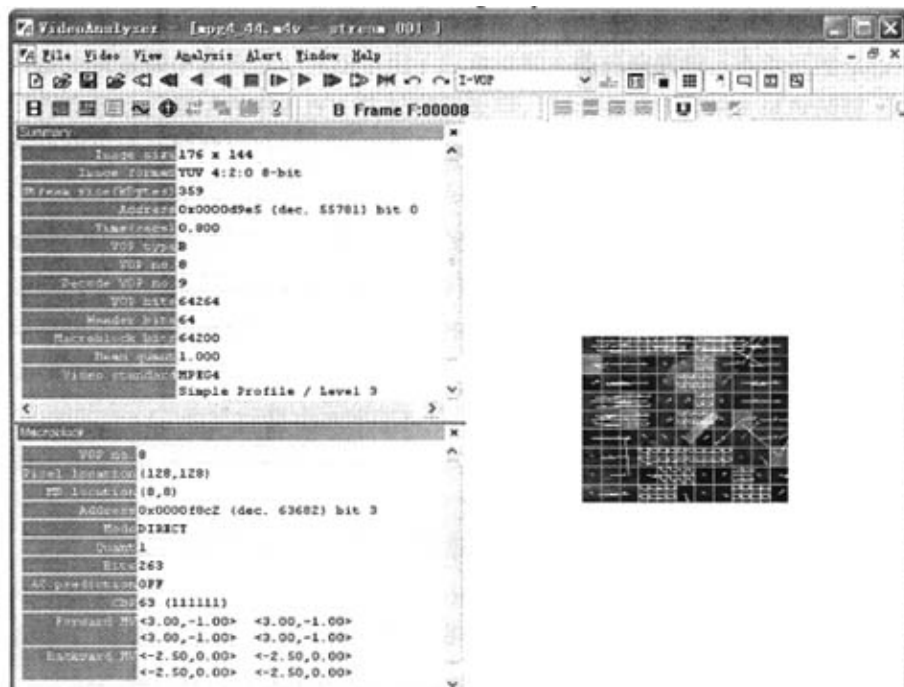 VideoAnalyzer - [mpg4_44.m4v - stream 001 ]
File Video View Analysis Alert Window Help
I-VOP
B Frame F:00008
Summary
Image size 176 x 144
Image format YUV 4:2:0 8-bit
Stream size(kBytes) 359
Address 0x0000d9e5 (dec. 55781) bit 0
Time(secs) 0.800
VOP type B
VOP no. 8
Decode VOP no. 9
VOP bits 64264
Header bits 64
Macroblock bits 64200
Mean quant 1.000
Video standard MPEG4
Simple Profile / Level 3
Macroblock
VOP no. 8
Pixel location (128,128)
MB location (8,8)
Address 0x0000f8c2 (dec. 63682) bit 3
Mode DIRECT
Quant 1
Bits 263
AC prediction OFF
Cbp 63 (111111)
Forward MV <3.00,-1.00> <3.00,-1.00>
<3.00,-1.00> <3.00,-1.00>
Backward MV <-2.50,0.00> <-2.50,0.00>
<-2.50,0.00> <-2.50,0.00>